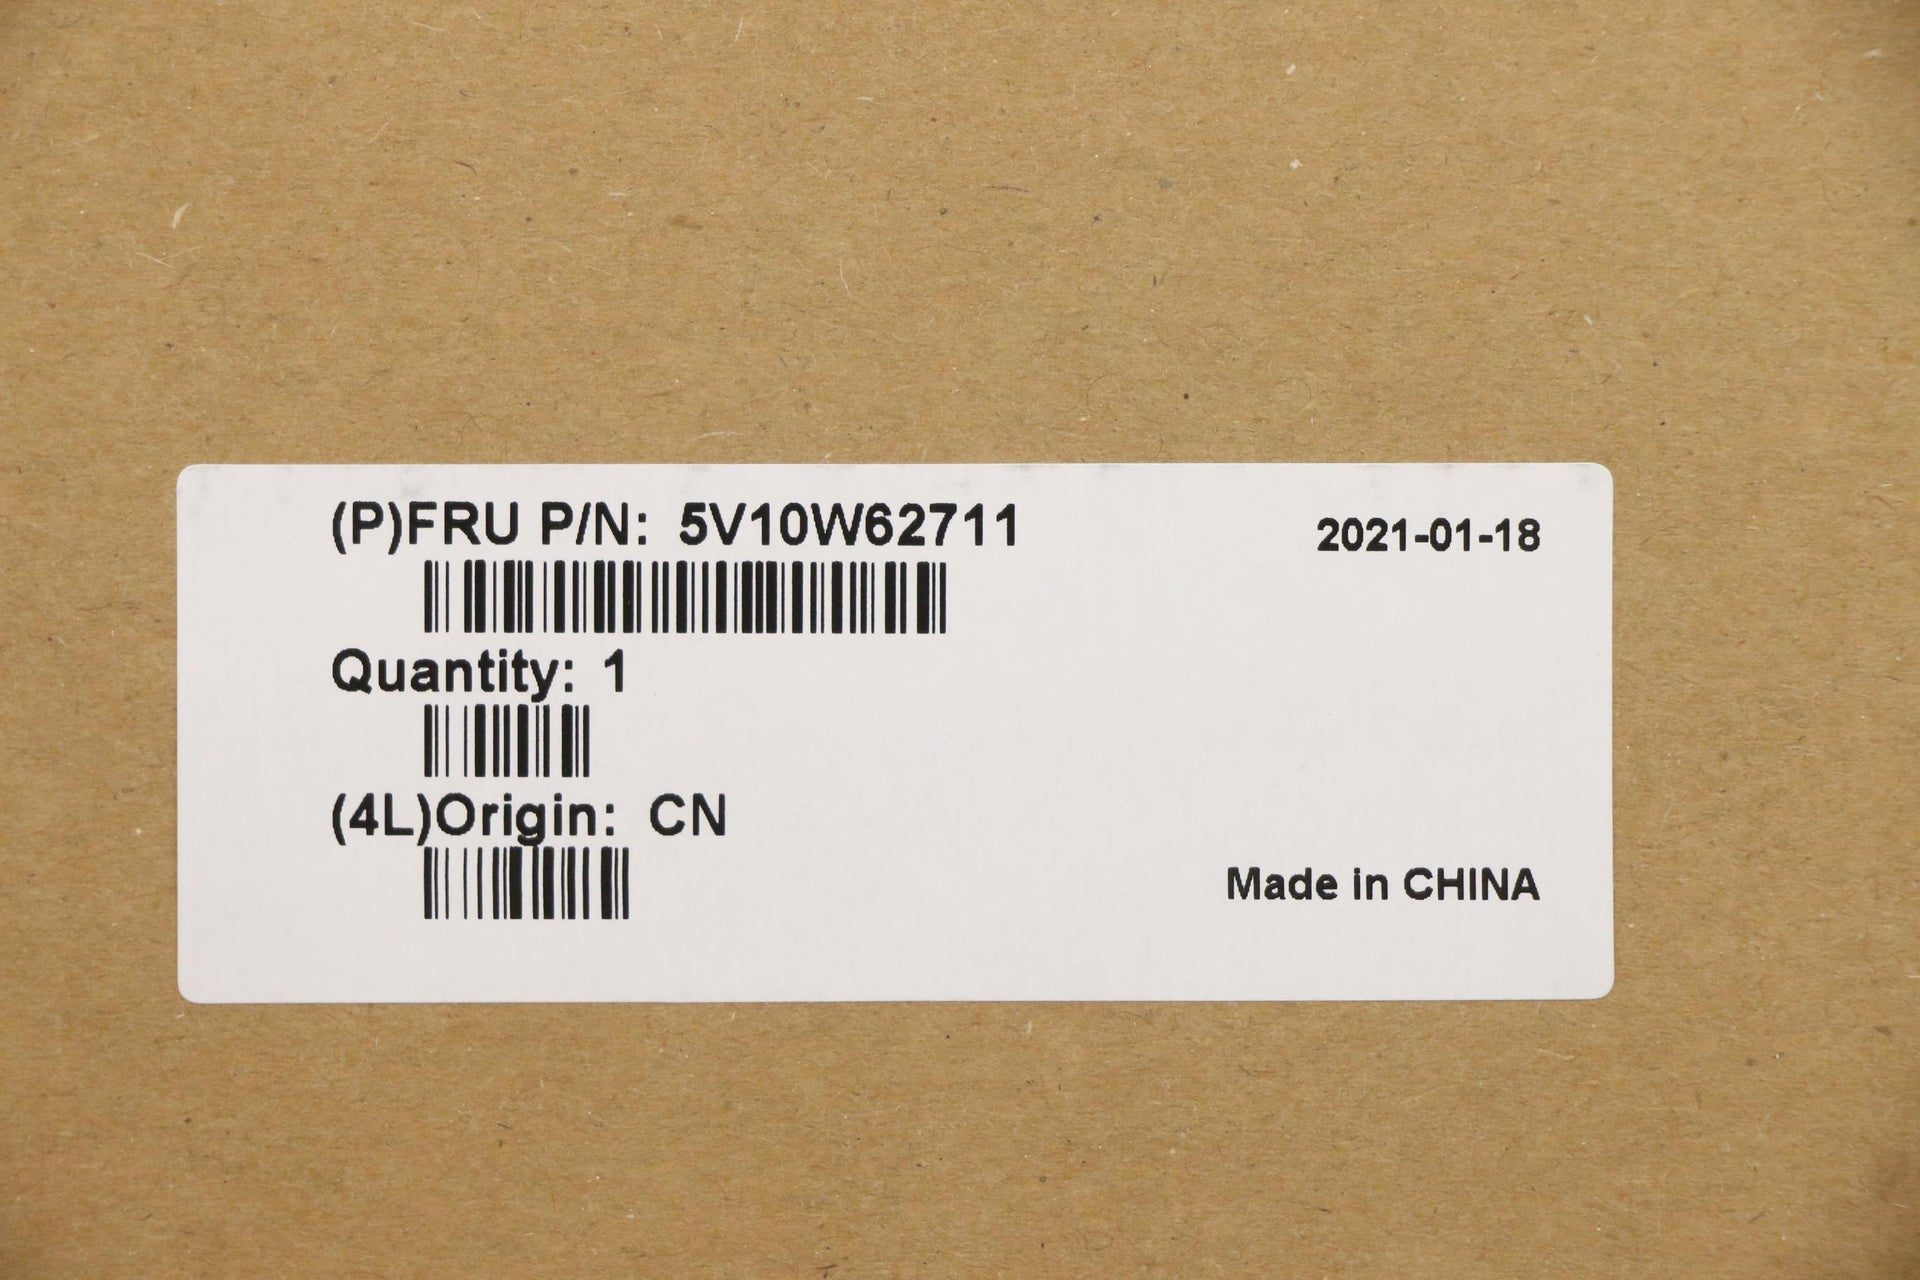 (P)FRU P/N: 5V10W62711
2021-01-18
Quantity: 1
(4L)Origin: CN
Made in CHINA